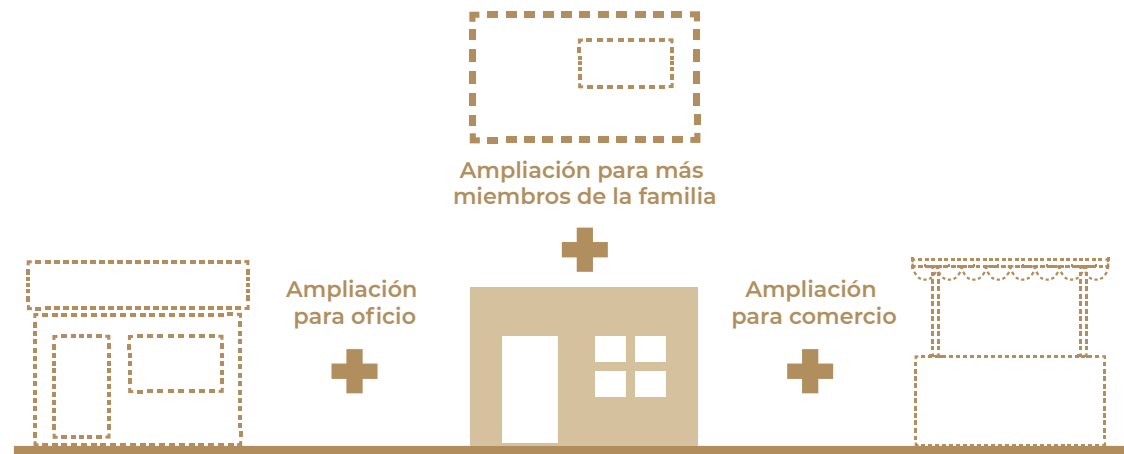 Ampliación para más
miembros de la familia
Ampliación
para oficio
Ampliación
para comercio